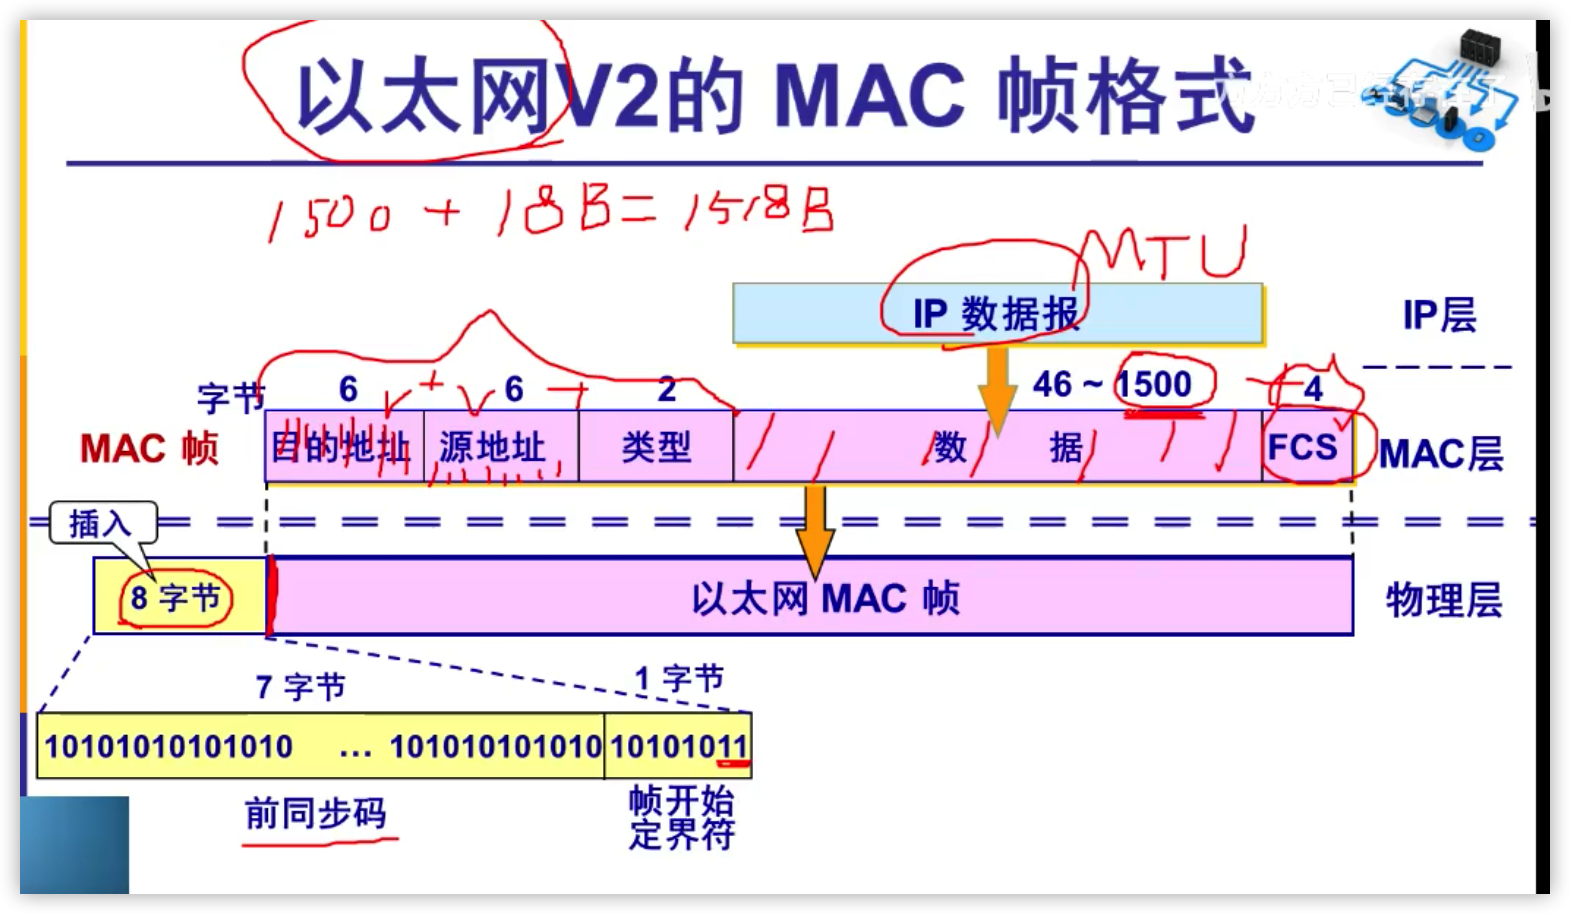 以太网V2的 MAC 帧格式
1500 + 18B = 1518B
MTU
IP 数据报
IP层
字节 6 + 6 + 2 46 ~ 1500 + 4
MAC 帧 目的地址 源地址 类型 数 据 FCS MAC层
插入
8 字节 以太网 MAC 帧 物理层
7 字节 1 字节
10101010101010 ... 101010101010 10101011
前同步码 帧开始
定界符